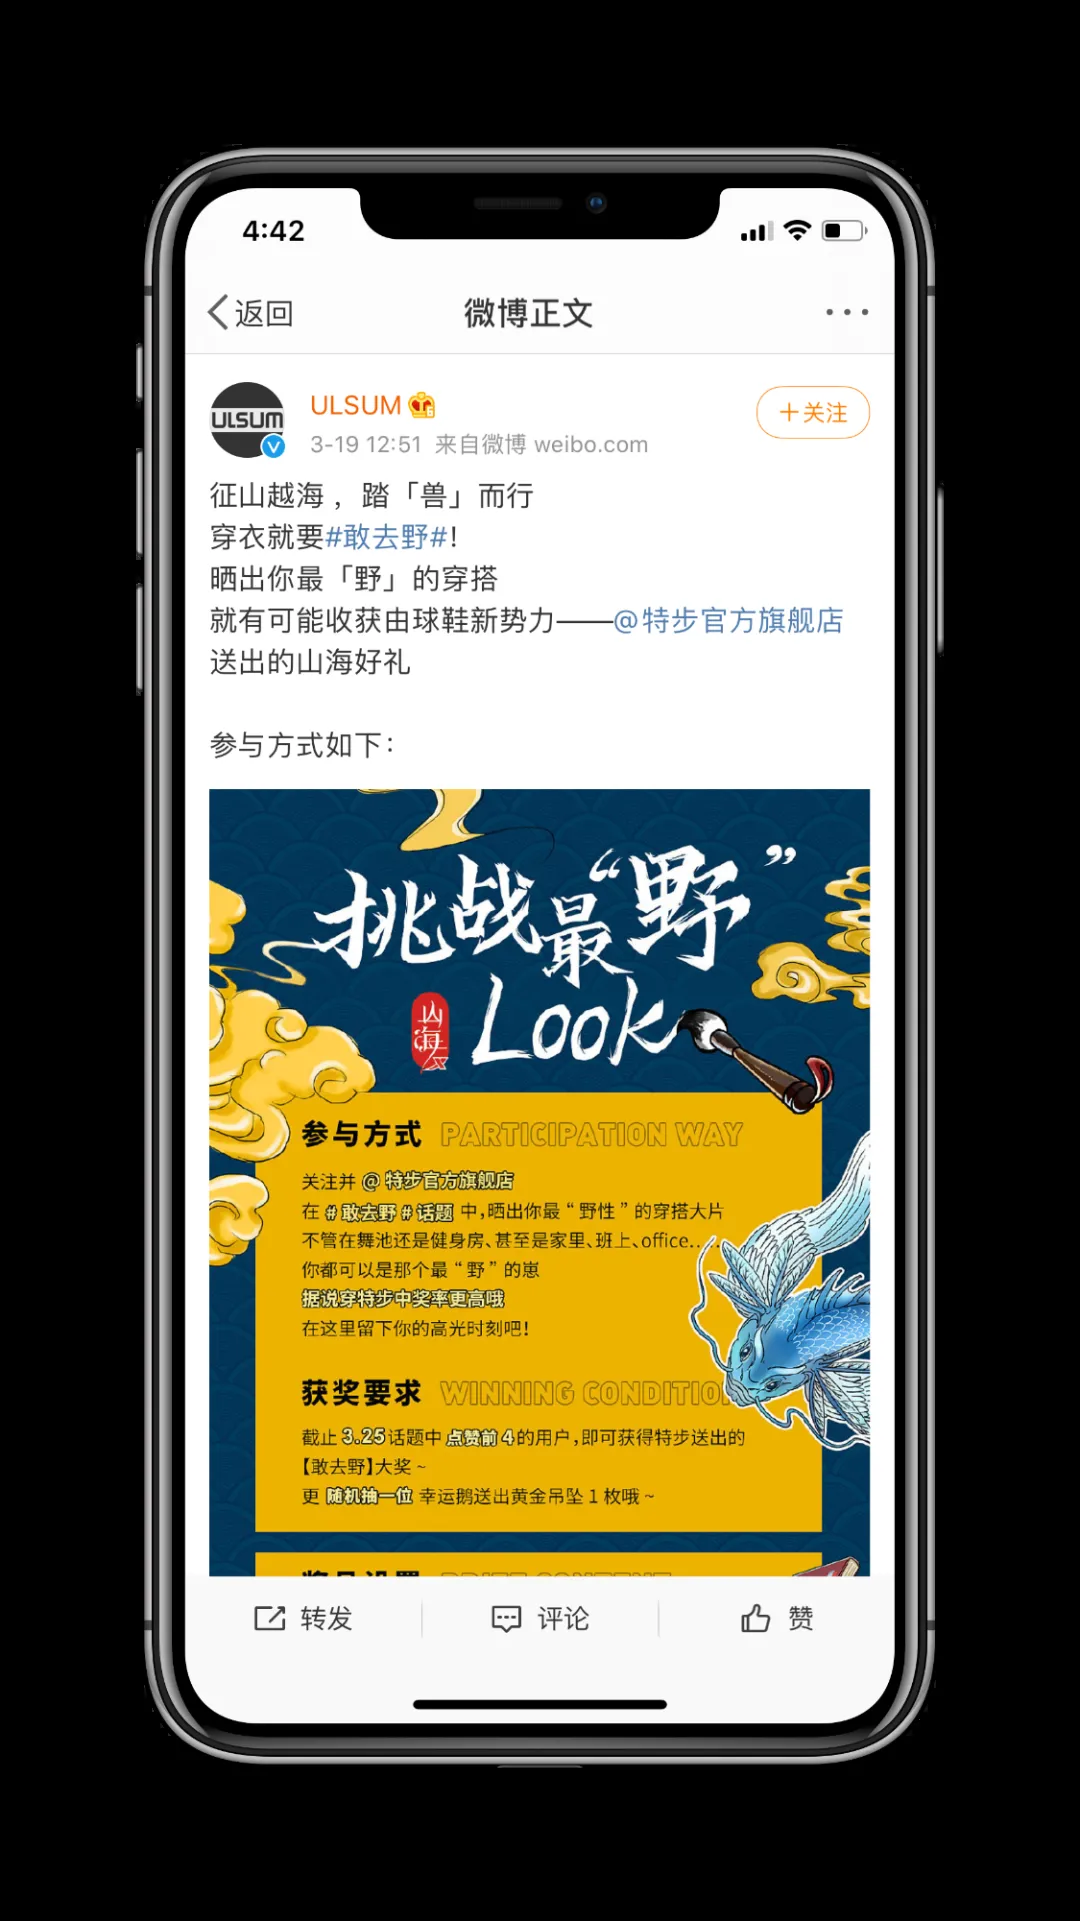 4:42
返回
微博正文
ULSUM
ULSUM
+关注
3-19 12:51 来自微博 weibo.com
征山越海，踏「兽」而行
穿衣就要#敢去野#!
晒出你最「野」的穿搭
就有可能收获由球鞋新势力——@特步官方旗舰店
送出的山海好礼
参与方式如下:
挑战最“野”
山海
Look
参与方式 PARTICIPATION WAY
关注并 @ 特步官方旗舰店
在 # 敢去野 # 话题 中,晒出你最 “ 野性 ” 的穿搭大片
不管在舞池还是健身房、甚至是家里、班上、office...
你都可以是那个最 “ 野 ” 的崽
据说穿特步中奖率更高哦
在这里留下你的高光时刻吧!
获奖要求 WINNING CONDITION
截止 3.25 话题中 点赞前 4 的用户,即可获得特步送出的
【敢去野】大奖 ~
更 随机抽一位 幸运鹅送出黄金吊坠 1 枚哦 ~
转发
评论
赞